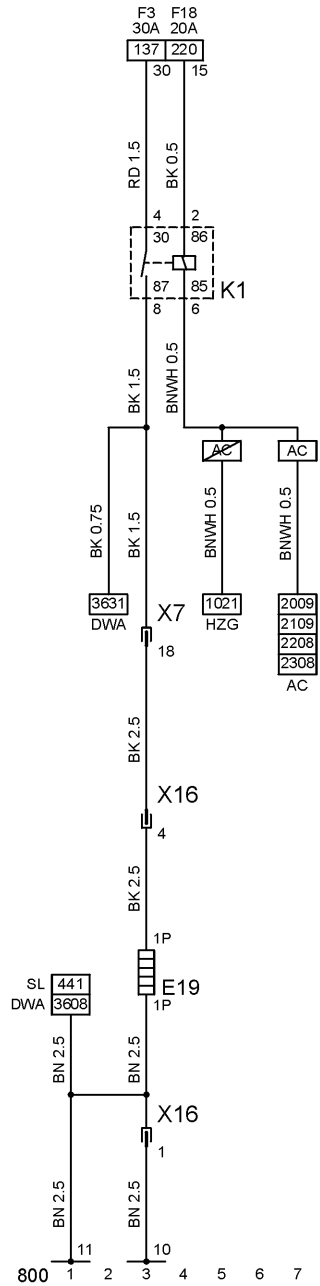 F3 F18
30A 20A
137 220
30 15
RD 1.5 BK 0.5
4 2
30 86
87 85 K1
8 6
BK 1.5 BNWH 0.5
AC AC
BK 0.75 BK 1.5 BNWH 0.5 BNWH 0.5
3631 X7 1021 2009
DWA HZG 2109
18 2208
2308
AC
BK 2.5
X16
4
BK 2.5
1P
SL 441 E19
DWA 3608 1P
BN 2.5 BN 2.5
X16
1
BN 2.5 BN 2.5
11 10
800 1 2 3 4 5 6 7